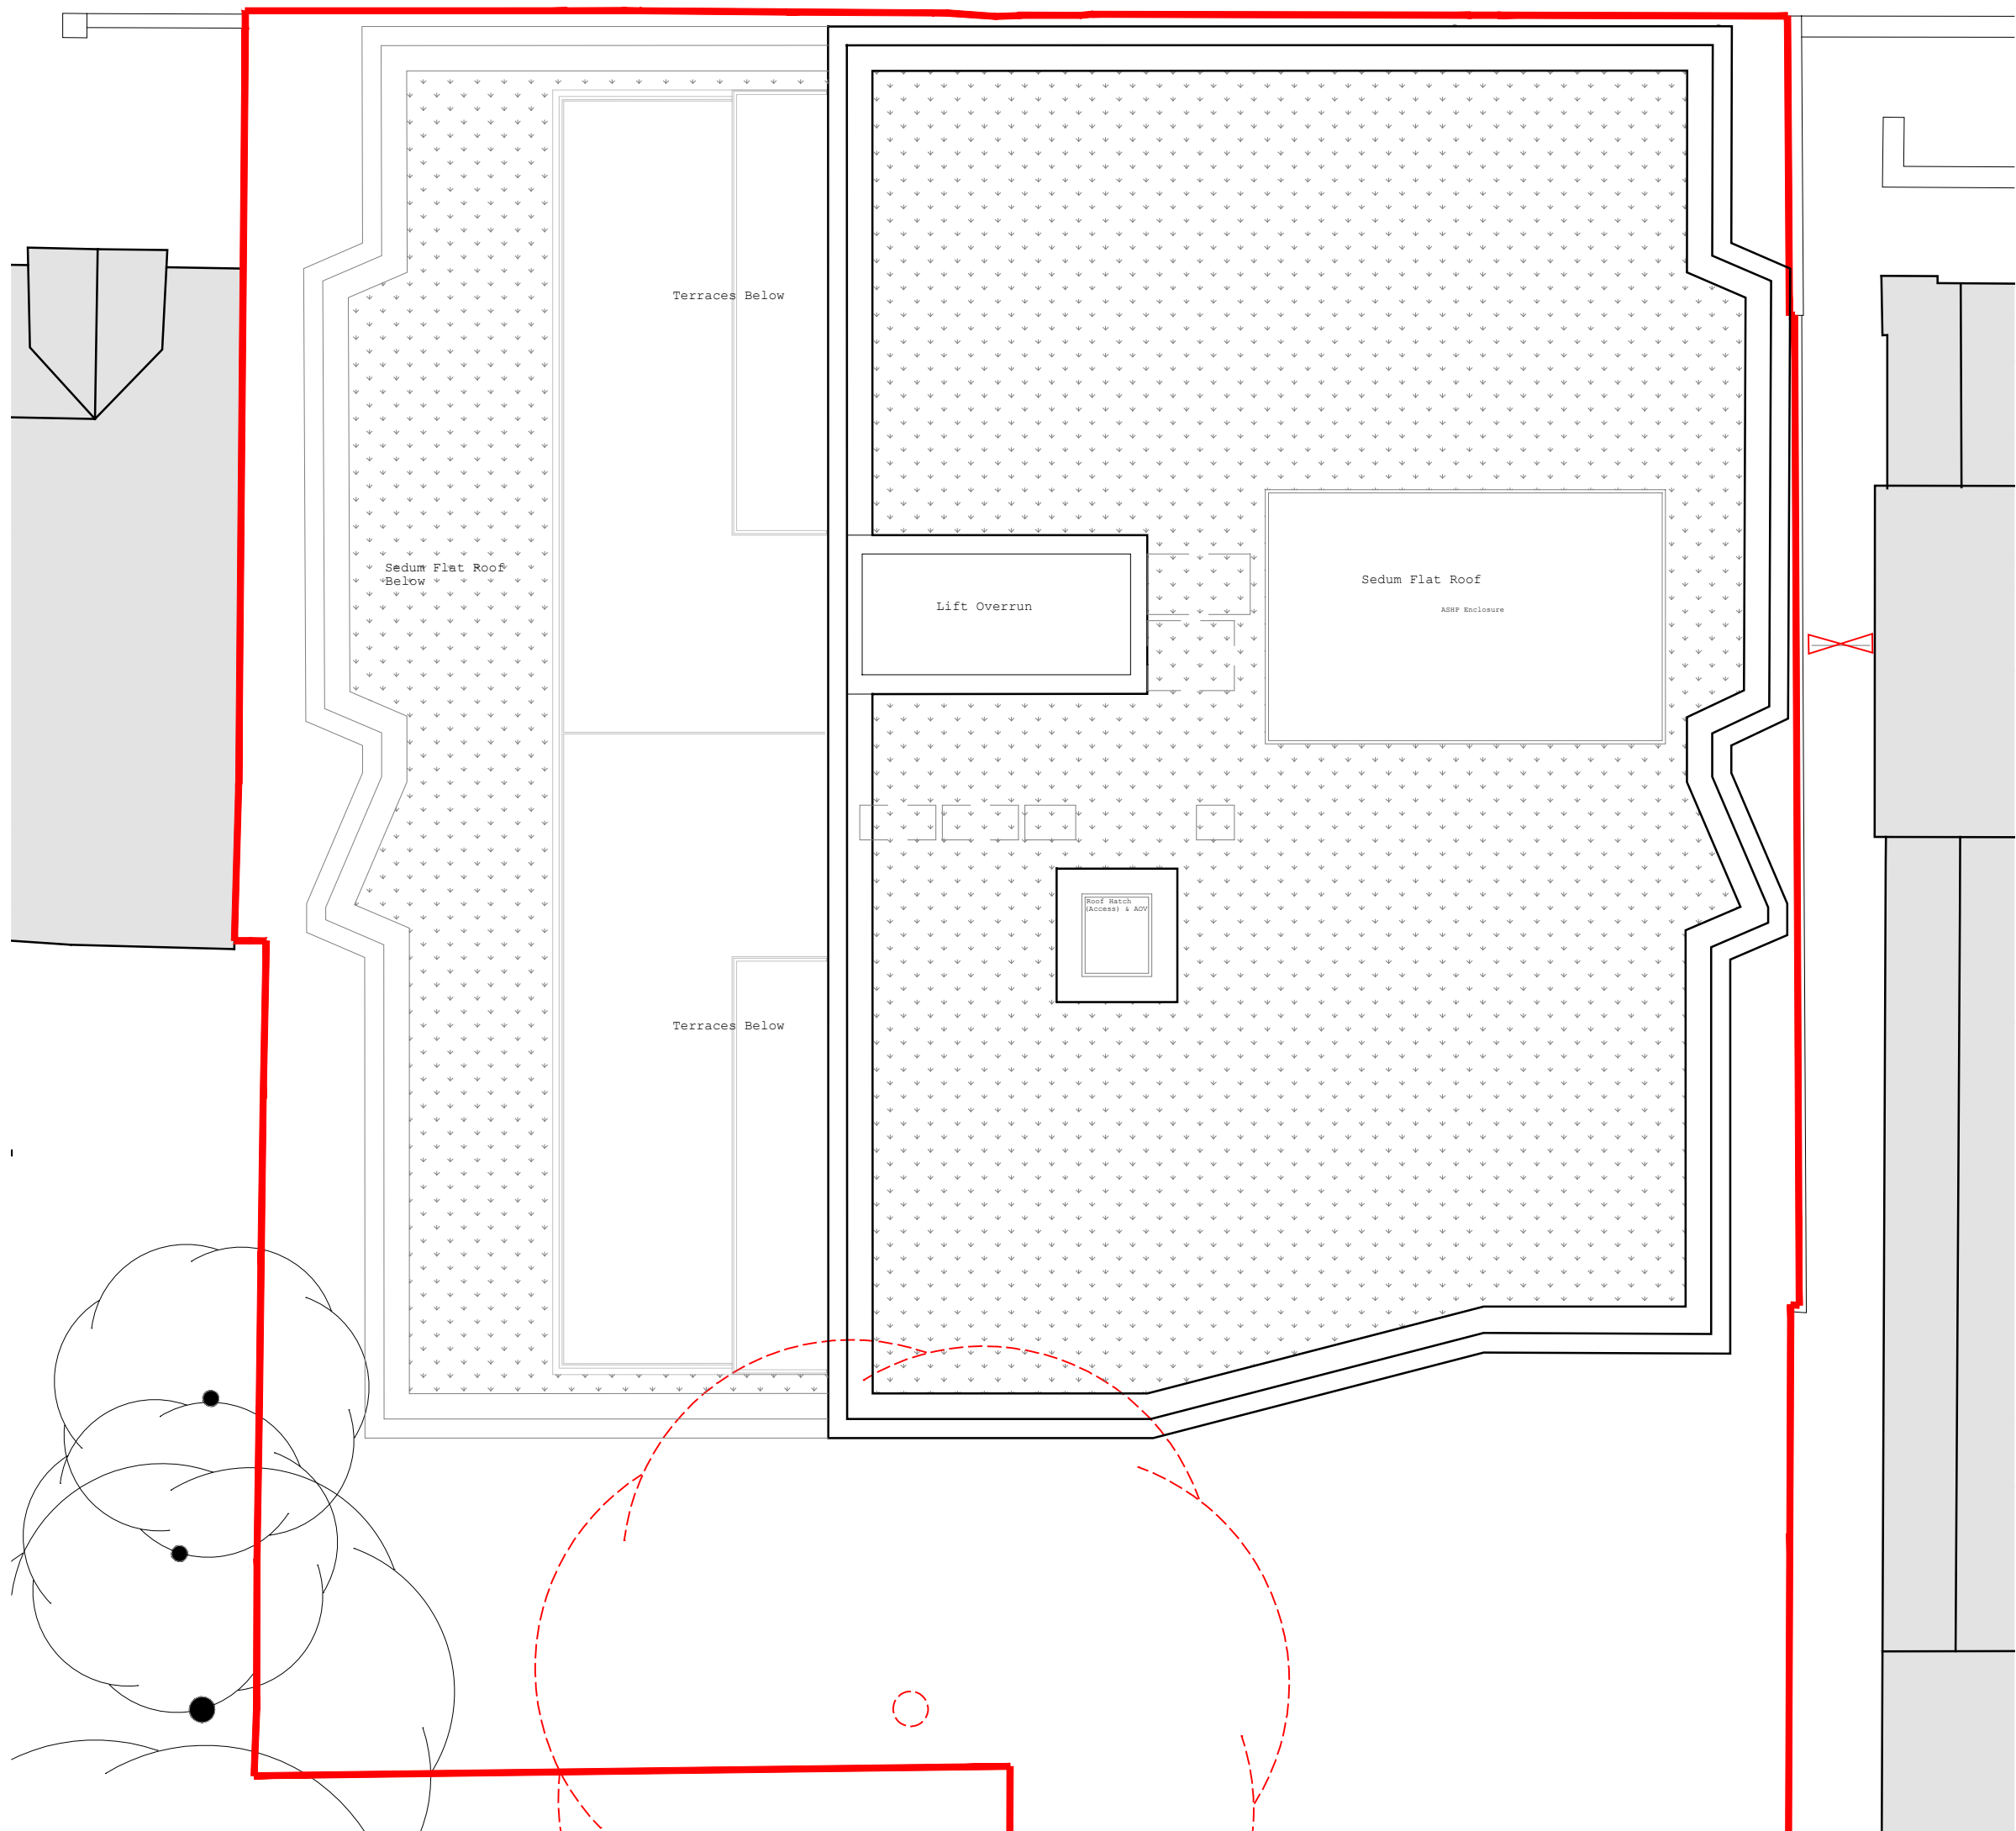 Terraces Below
Sedum Flat Roof
Below
Lift Overrun
Sedum Flat Roof
ASHP Enclosure
Roof Hatch
(Access) & AOV
Terraces Below